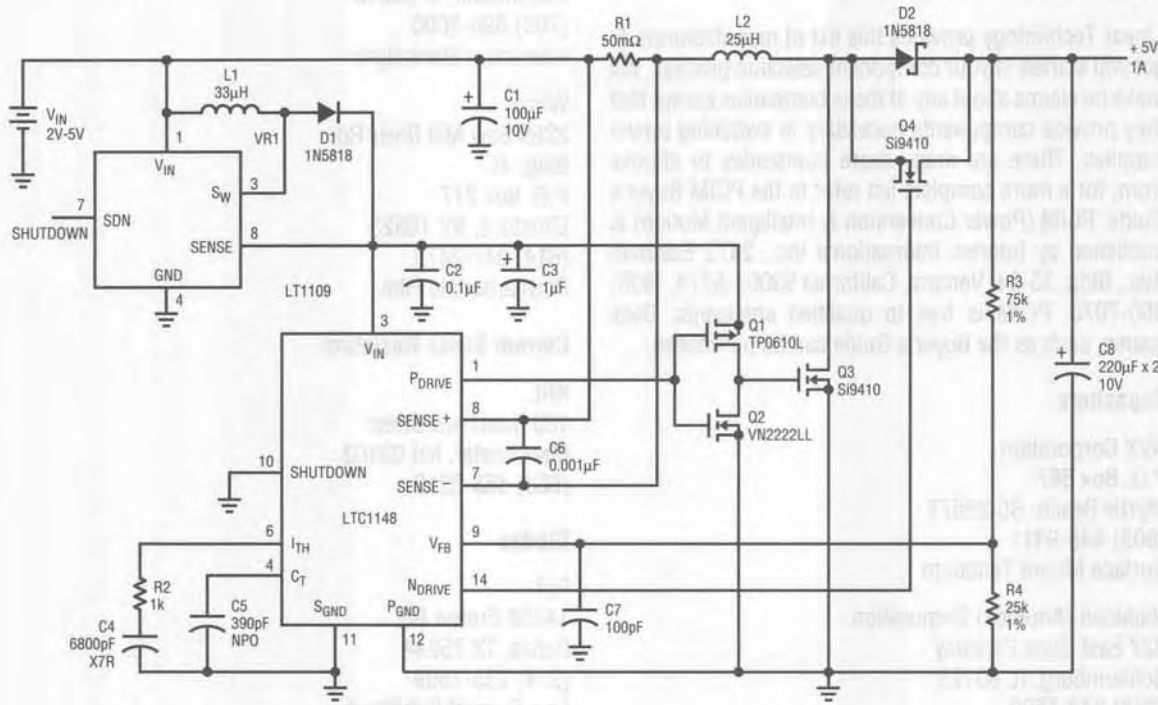 R1
50mΩ
L2
25μH
D2
1N5818
+ 5V
1A
VIN
2V-5V
L1
33μH
VR1
D1
1N5818
+
C1
100μF
10V
Q4
Si9410
1
VIN
SW
3
7
SDN
SHUTDOWN
SENSE
8
GND
4
LT1109
C2
0.1μF
+
C3
1μF
R3
75k
1%
+
C8
220μF x 2
10V
3
VIN
PDRIVE
1
Q1
TP0610L
Q3
Si9410
Q2
VN2222LL
SENSE +
8
C6
0.001μF
7
SENSE –
10
SHUTDOWN
LTC1148
6
ITH
VFB
9
4
CT
NDRIVE
14
R2
1k
C4
6800pF
X7R
C5
390pF
NPO
SGND
11
PGND
12
C7
100pF
R4
25k
1%